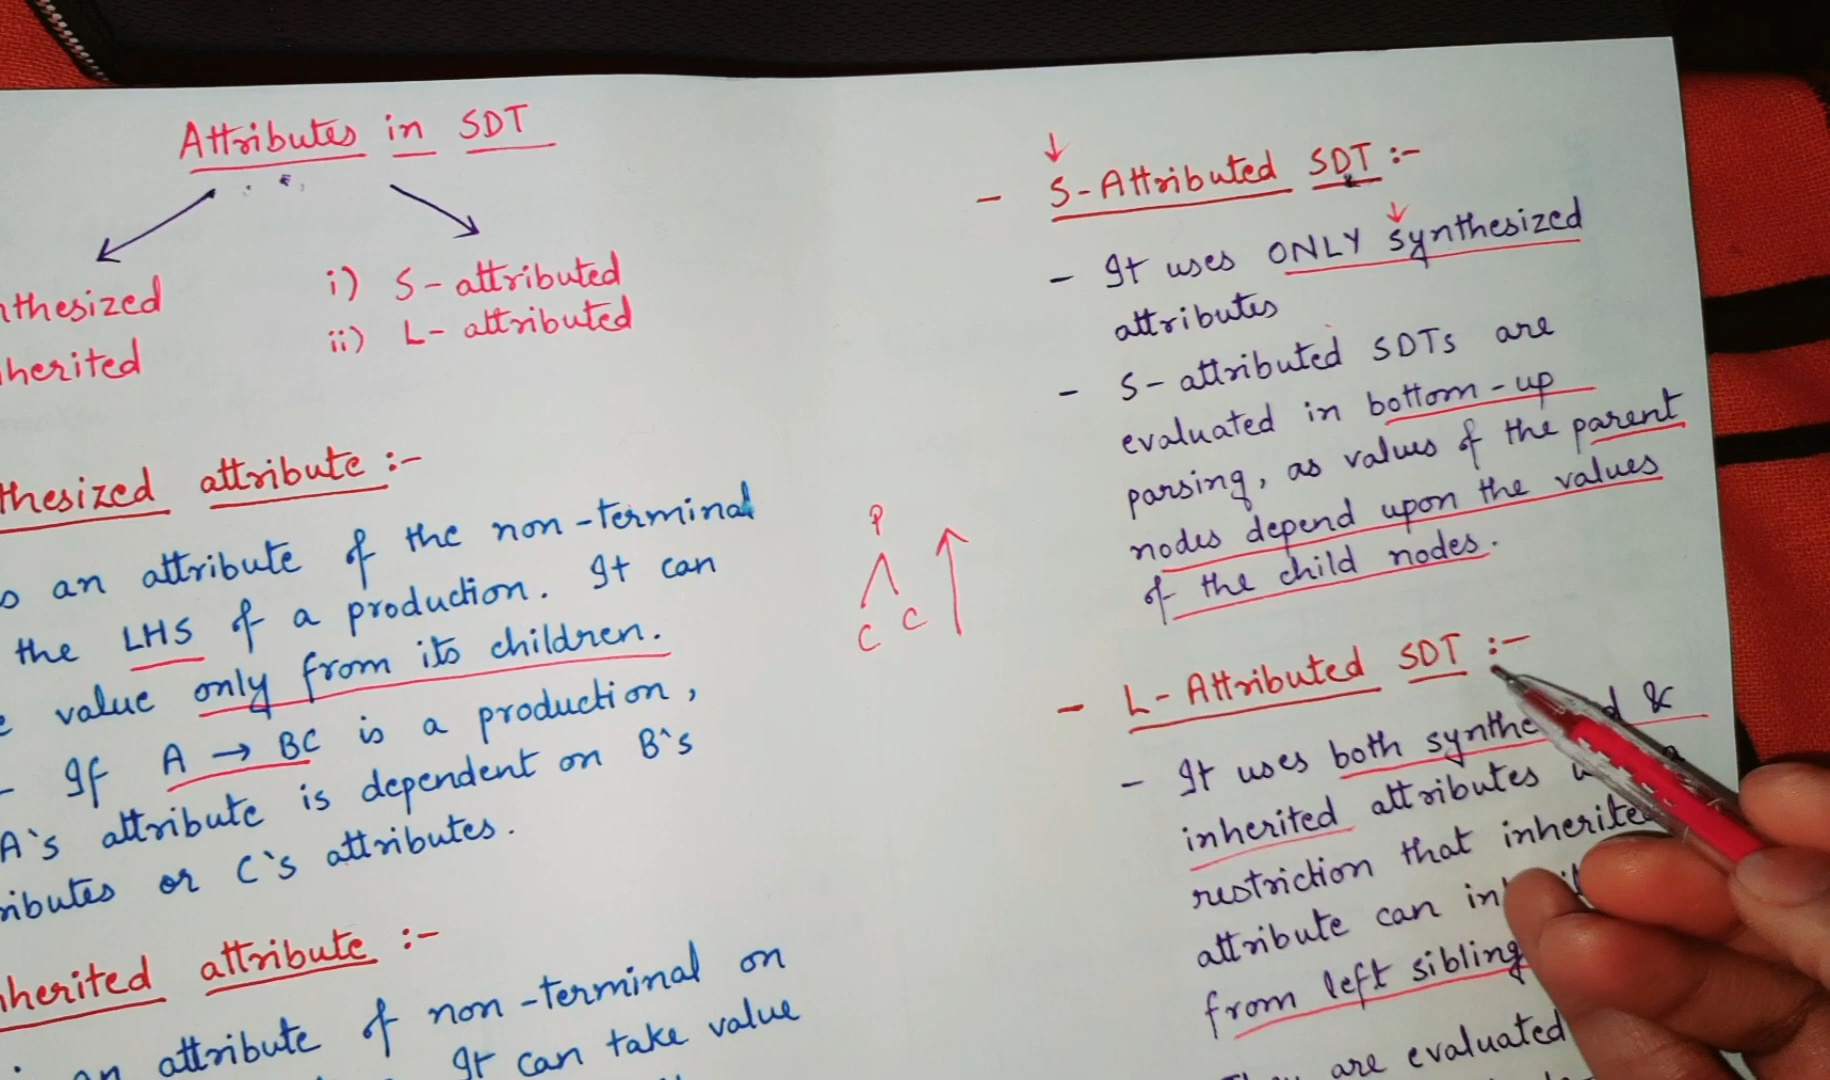 Attributes in SDT
nthesized
herited
i) S-attributed
ii) L-attributed
thesized attribute :-
an attribute of the non-terminal
the LHS of a production. It can
value only from its children.
- If A → BC is a production,
A's attribute is dependent on B's
ributes or C's attributes.
herited attribute :-
an attribute of non-terminal on
It can take value
P
C C
- S-Attributed SDT :-
- It uses ONLY synthesized
attributes
- S-attributed SDTs are
evaluated in bottom-up
parsing, as values of the parent
nodes depend upon the values
of the child nodes.
- L-Attributed SDT :-
- It uses both synthe d &
inherited attributes
restriction that inherited
attribute can in
from left sibling
are evaluated